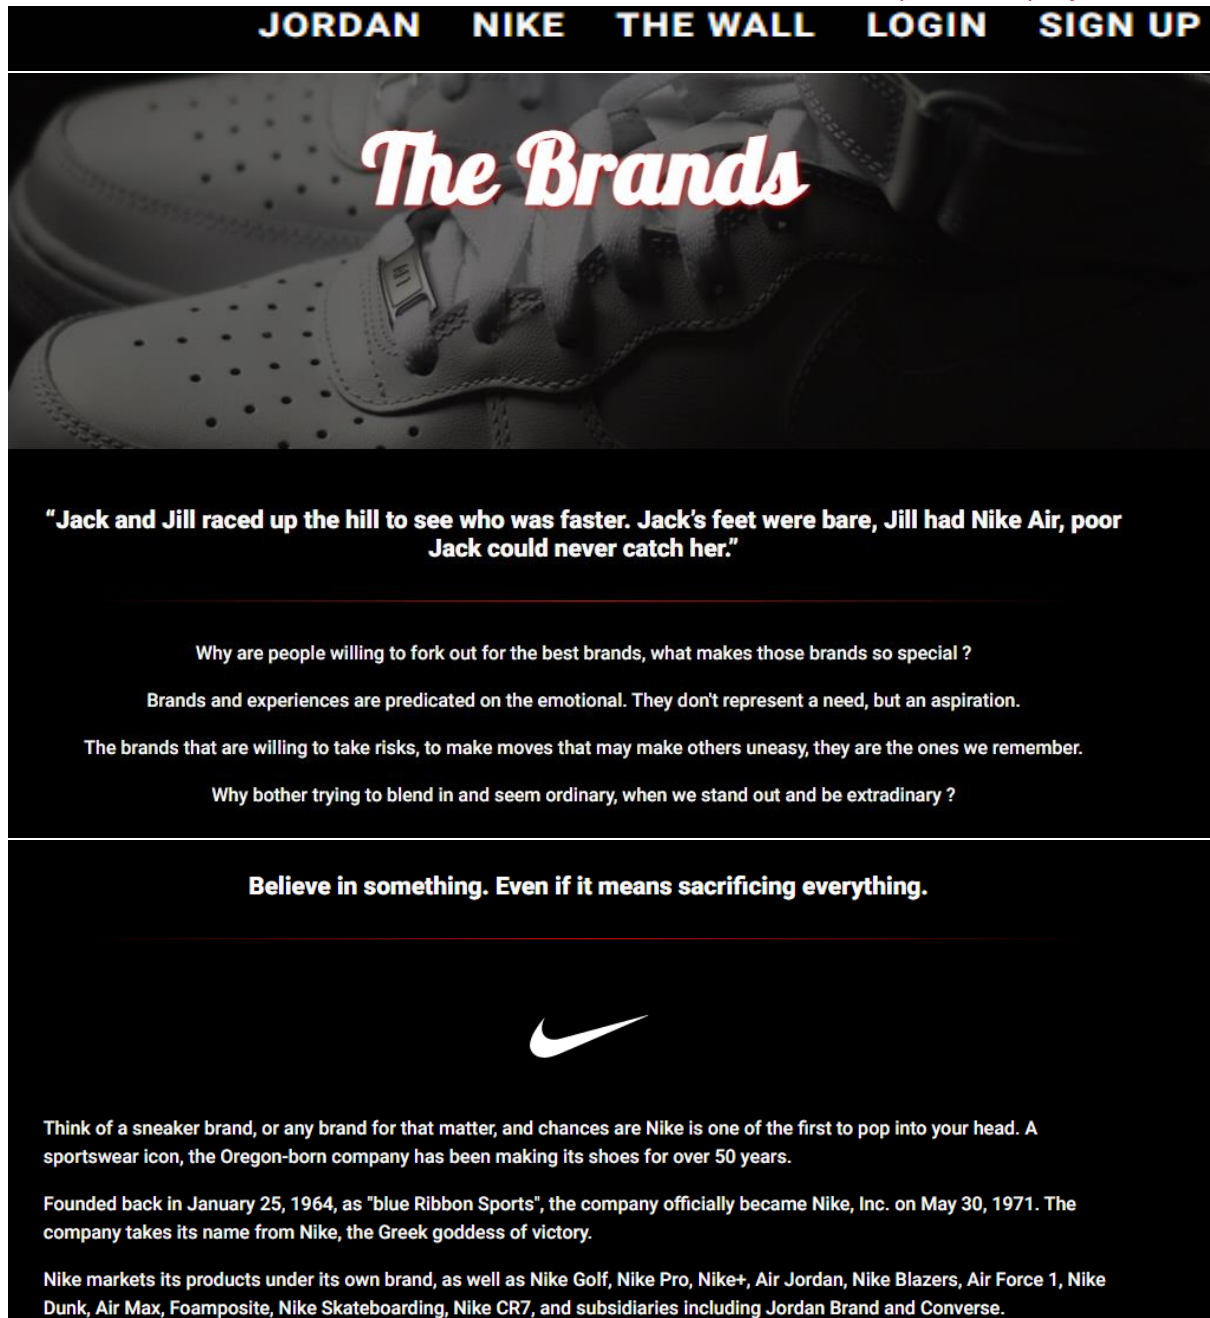 JORDAN NIKE THE WALL LOGIN SIGN UP
The Brands
“Jack and Jill raced up the hill to see who was faster. Jack’s feet were bare, Jill had Nike Air, poor
Jack could never catch her.”
Why are people willing to fork out for the best brands, what makes those brands so special ?
Brands and experiences are predicated on the emotional. They don't represent a need, but an aspiration.
The brands that are willing to take risks, to make moves that may make others uneasy, they are the ones we remember.
Why bother trying to blend in and seem ordinary, when we stand out and be extradinary ?
Believe in something. Even if it means sacrificing everything.
Think of a sneaker brand, or any brand for that matter, and chances are Nike is one of the first to pop into your head. A
sportswear icon, the Oregon-born company has been making its shoes for over 50 years.
Founded back in January 25, 1964, as "blue Ribbon Sports", the company officially became Nike, Inc. on May 30, 1971. The
company takes its name from Nike, the Greek goddess of victory.
Nike markets its products under its own brand, as well as Nike Golf, Nike Pro, Nike+, Air Jordan, Nike Blazers, Air Force 1, Nike
Dunk, Air Max, Foamposite, Nike Skateboarding, Nike CR7, and subsidiaries including Jordan Brand and Converse.